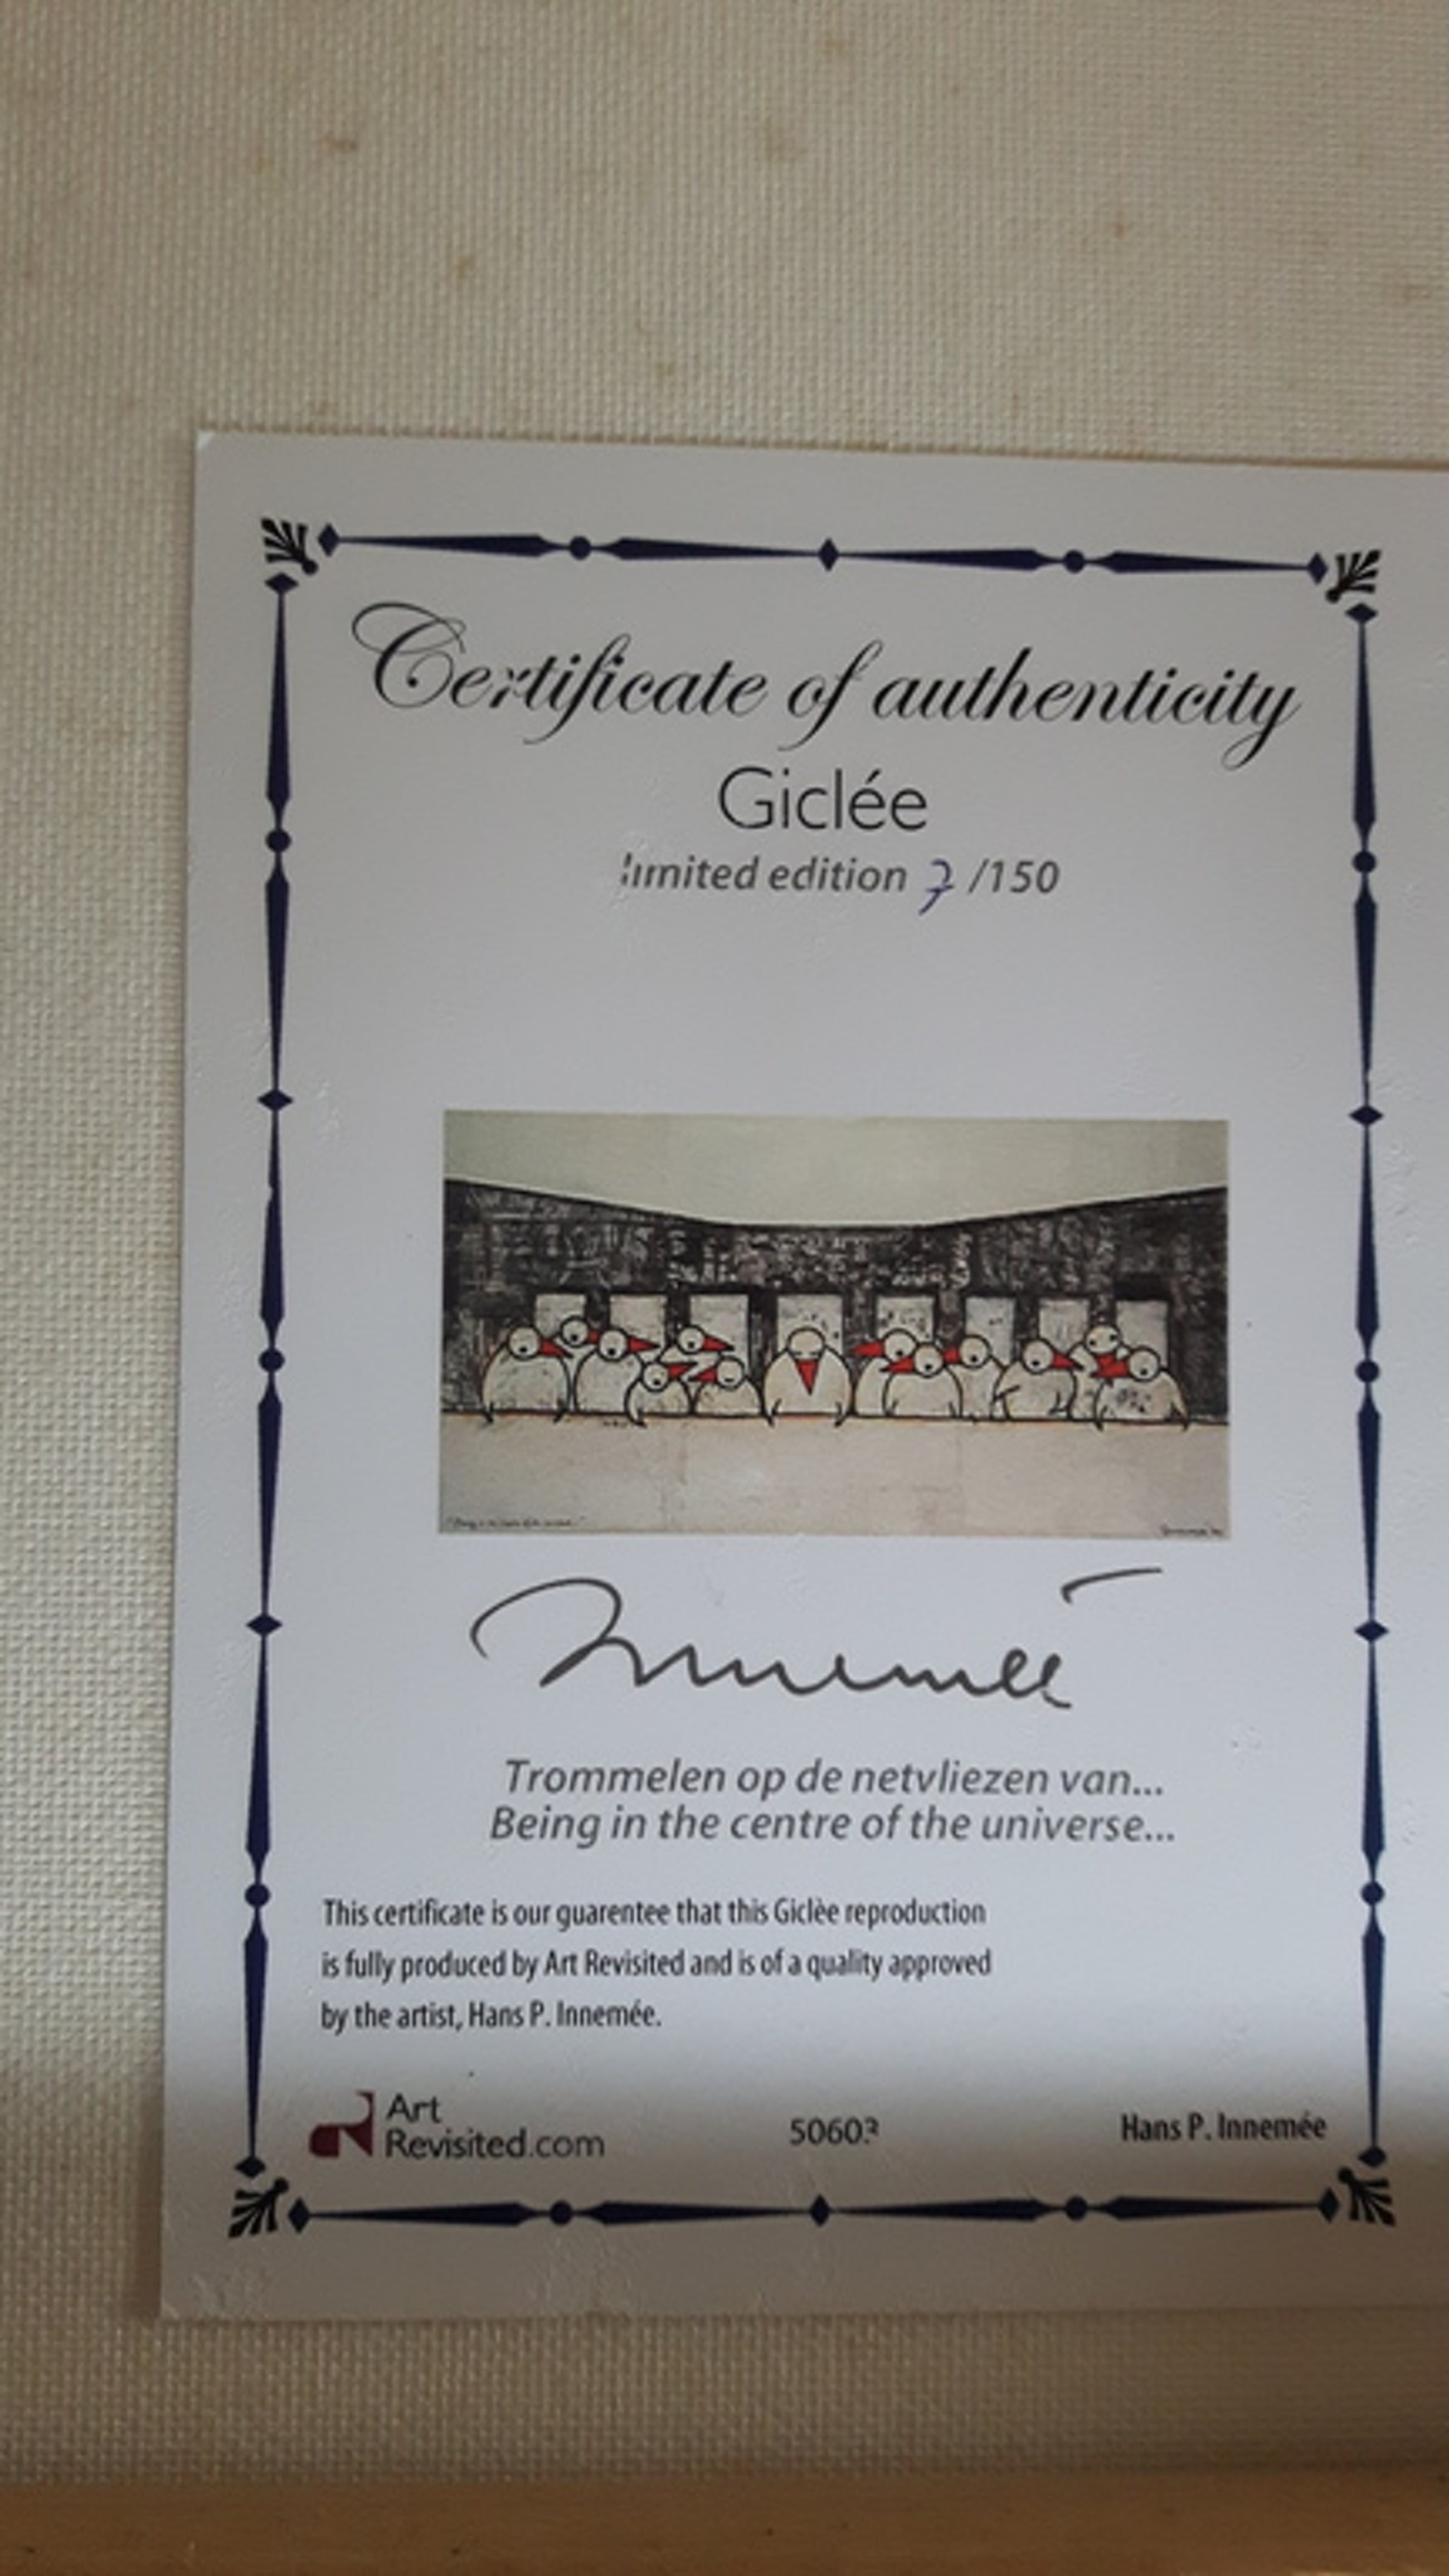 Certificate of authenticity
Giclée
limited edition 7 /150
Innemée
Trommelen op de netvliezen van...
Being in the centre of the universe...
This certificate is our guarentee that this Giclèe reproduction
is fully produced by Art Revisited and is of a quality approved
by the artist, Hans P. Innemée.
Art
Revisited.com
Hans P. Innemée